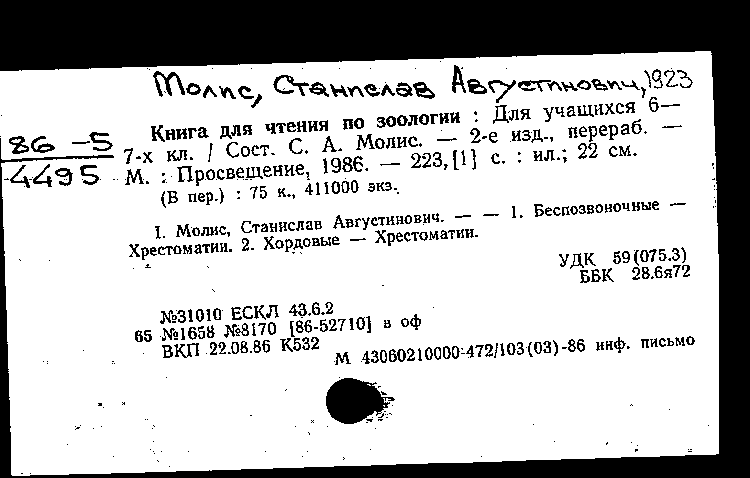 Молис, Станислав Августинович, 1923
86 -5
4495
Книга для чтения по зоологии : Для учащихся 6—
7-х кл. / Сост. С. А. Молис. — 2-е изд., перераб. —
М. : Просвещение, 1986. — 223, [1] с. : ил.; 22 см.
(В пер.) : 75 к., 411000 экз.
I. Молис, Станислав Августинович. — — 1. Беспозвоночные —
Хрестоматии. 2. Хордовые — Хрестоматии.
УДК 59(075.3)
ББК 28.6я72
№31010 ЕСКЛ 43.6.2
65 №1658 №8170 [86-52710] в оф
ВКП 22.08.86 К532
М 43060210000-472/103(03)-86 инф. письмо